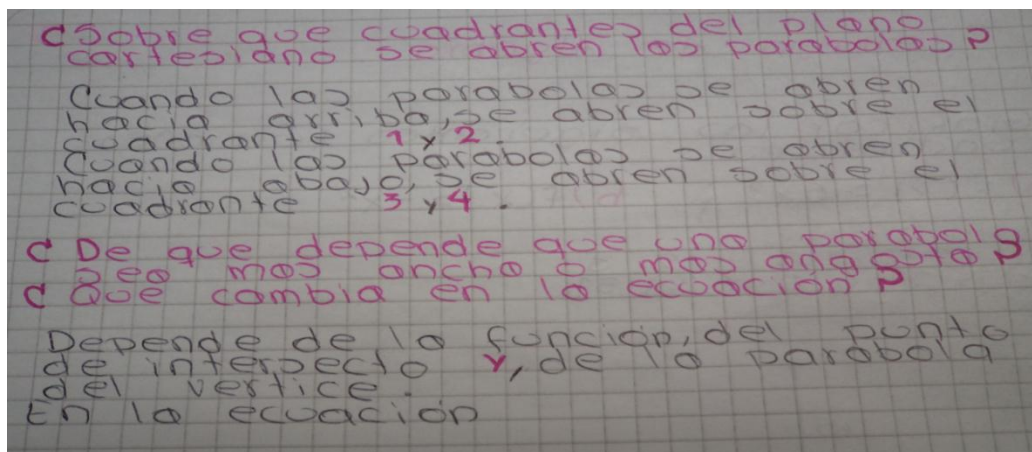 ¿Sobre que cuadrantes del plano
cartesiano se abren las parabolas?
Cuando las parabolas se abren
hacia arriba, se abren sobre el
cuadrante 1 y 2.
Cuando las parabolas se abren
hacia abajo, se abren sobre el
cuadrante 3 y 4.
¿De que depende que una parabola
sea mas ancha o mas angosta?
¿Que cambia en la ecuacion?
Depende de la funcion, del punto
de intersecto y, de la parabola
del vertice.
En la ecuacion